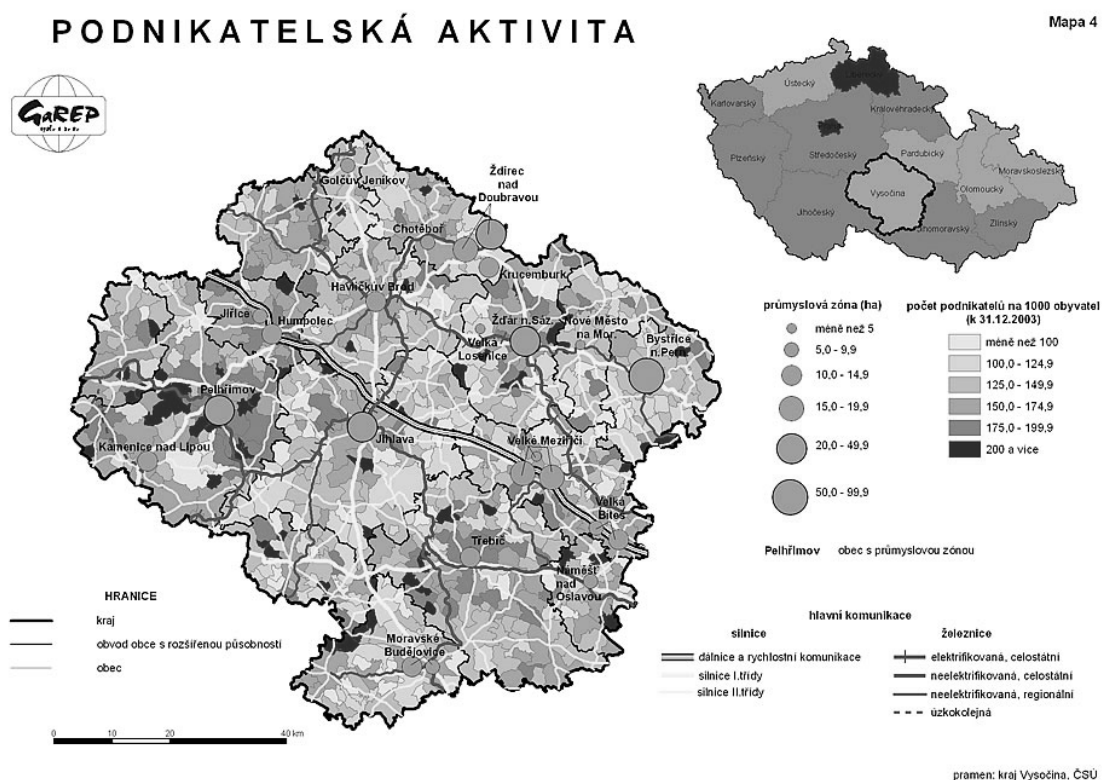 PODNIKATELSKÁ AKTIVITA
Mapa 4
GaREP
Ústecký
Liberecký
Karlovarský
Královéhradecký
Plzeňský
Středočeský
Pardubický
Moravskoslezský
Vysočina
Olomoucký
Jihočeský
Jihomoravský
Zlínský
Golčův Jeníkov
Ždírec
nad
Doubravou
Chotěboř
Krucemburk
Havlíčkův Brod
Jiřice
Humpolec
Žďár n.Sáz.
Nové Město
na Mor.
Velká
Losenice
Bystřice
n.Pern.
Pelhřimov
Jihlava
Kamenice nad Lipou
Velké Meziříčí
Velká
Bíteš
Třebíč
Náměšť
nad
Oslavou
Moravské
Budějovice
průmyslová zóna (ha)
méně než 5
5,0 - 9,9
10,0 - 14,9
15,0 - 19,9
20,0 - 49,9
50,0 - 99,9
Pelhřimov obec s průmyslovou zónou
počet podnikatelů na 1000 obyvatel
(k 31.12.2003)
méně než 100
100,0 - 124,9
125,0 - 149,9
150,0 - 174,9
175,0 - 199,9
200 a více
HRANICE
kraj
obvod obce s rozšířenou působností
obec
0 10 20 40 km
hlavní komunikace
silnice
dálnice a rychlostní komunikace
silnice I.třídy
silnice II.třídy
železnice
elektrifikovaná, celostátní
neelektrifikovaná, celostátní
neelektrifikovaná, regionální
úzkokolejná
pramen: kraj Vysočina, ČSÚ